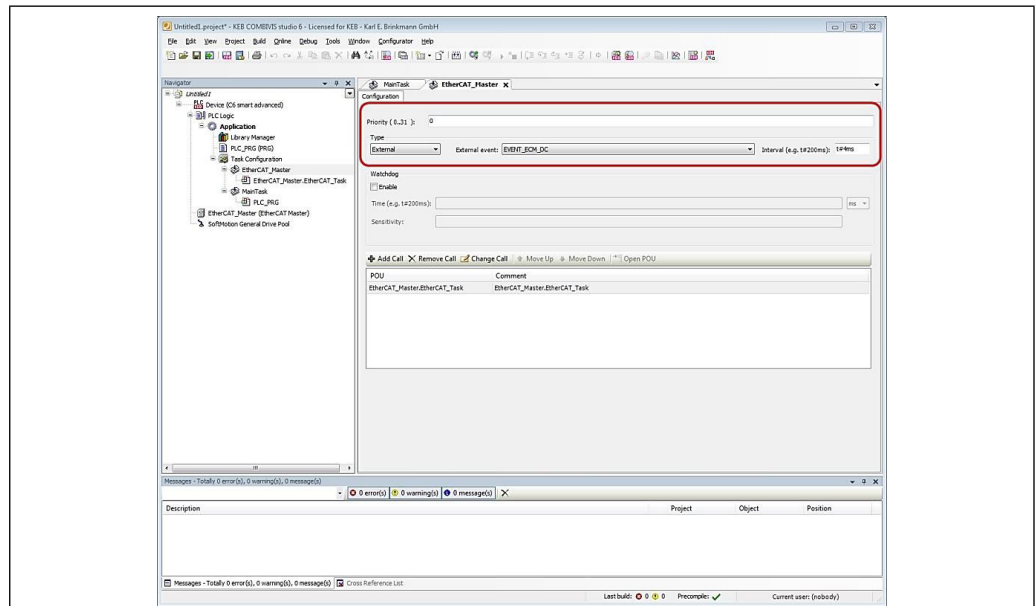 Untitled1.project* - KEB COMBIVIS studio 6 - Licensed for KEB - Karl E. Brinkmann GmbH
File Edit View Project Build Online Debug Tools Window Configurator Help
Navigator
Untitled1
Device (C6 smart advanced)
PLC Logic
Application
Library Manager
PLC_PRG (PRG)
Task Configuration
EtherCAT_Master
EtherCAT_Master.EtherCAT_Task
MainTask
PLC_PRG
EtherCAT_Master (EtherCAT Master)
SoftMotion General Drive Pool
MainTask EtherCAT_Master
Configuration
Priority ( 0..31 ): 0
Type
External External event: EVENT_ECM_DC Interval (e.g. t#200ms): t#4ms
Watchdog
Enable
Time (e.g. t#200ms): ms
Sensitivity:
Add Call Remove Call Change Call Move Up Move Down Open POU
POU Comment
EtherCAT_Master.EtherCAT_Task EtherCAT_Master.EtherCAT_Task
Messages - Totally 0 error(s), 0 warning(s), 0 message(s)
0 error(s) 0 warning(s) 0 message(s)
Description Project Object Position
Messages - Totally 0 error(s), 0 warning(s), 0 message(s) Cross Reference List
Last build: 0 0 Precompile: Current user: (nobody)